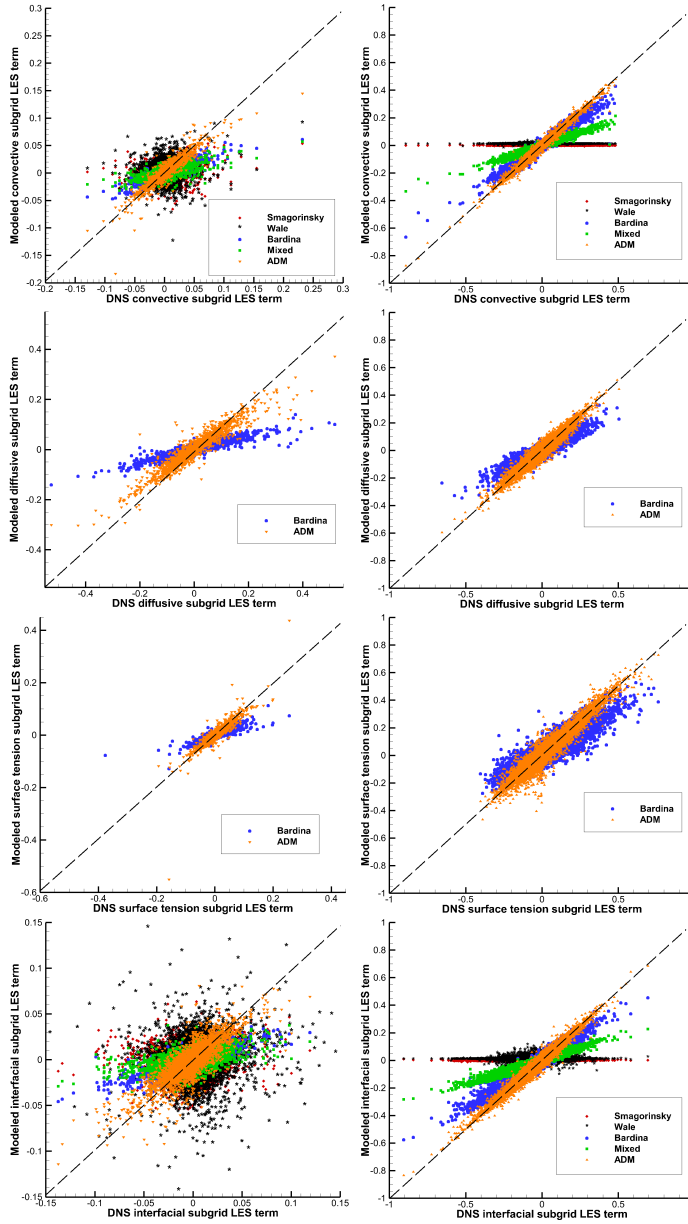 Modeled convective subgrid LES term
0.3
0.25
0.2
0.15
0.1
0.05
0
-0.05
-0.1
-0.15
-0.2
-0.2 -0.15 -0.1 -0.05 0 0.05 0.1 0.15 0.2 0.25 0.3
DNS convective subgrid LES term
Smagorinsky
Wale
Bardina
Mixed
ADM
Modeled convective subgrid LES term
1
0.8
0.6
0.4
0.2
0
-0.2
-0.4
-0.6
-0.8
-1
-1 -0.5 0 0.5
DNS convective subgrid LES term
Smagorinsky
Wale
Bardina
Mixed
ADM
Modeled diffusive subgrid LES term
0.4
0.2
0
-0.2
-0.4
-0.4 -0.2 0 0.2 0.4
DNS diffusive subgrid LES term
Bardina
ADM
Modeled diffusive subgrid LES term
1
0.8
0.6
0.4
0.2
0
-0.2
-0.4
-0.6
-0.8
-1
-1 -0.5 0 0.5
DNS diffusive subgrid LES term
Bardina
ADM
Modeled surface tension subgrid LES term
0.4
0.2
0
-0.2
-0.4
-0.6
-0.6 -0.4 -0.2 0 0.2 0.4
DNS surface tension subgrid LES term
Bardina
ADM
Modeled surface tension subgrid LES term
1
0.8
0.6
0.4
0.2
0
-0.2
-0.4
-0.6
-0.8
-1
-1 -0.5 0 0.5
DNS surface tension subgrid LES term
Bardina
ADM
Modeled interfacial subgrid LES term
0.15
0.1
0.05
0
-0.05
-0.1
-0.15
-0.15 -0.1 -0.05 0 0.05 0.1 0.15
DNS interfacial subgrid LES term
Modeled interfacial subgrid LES term
1
0.8
0.6
0.4
0.2
0
-0.2
-0.4
-0.6
-0.8
-1
-1 -0.5 0 0.5
DNS interfacial subgrid LES term
Smagorinsky
Wale
Bardina
Mixed
ADM